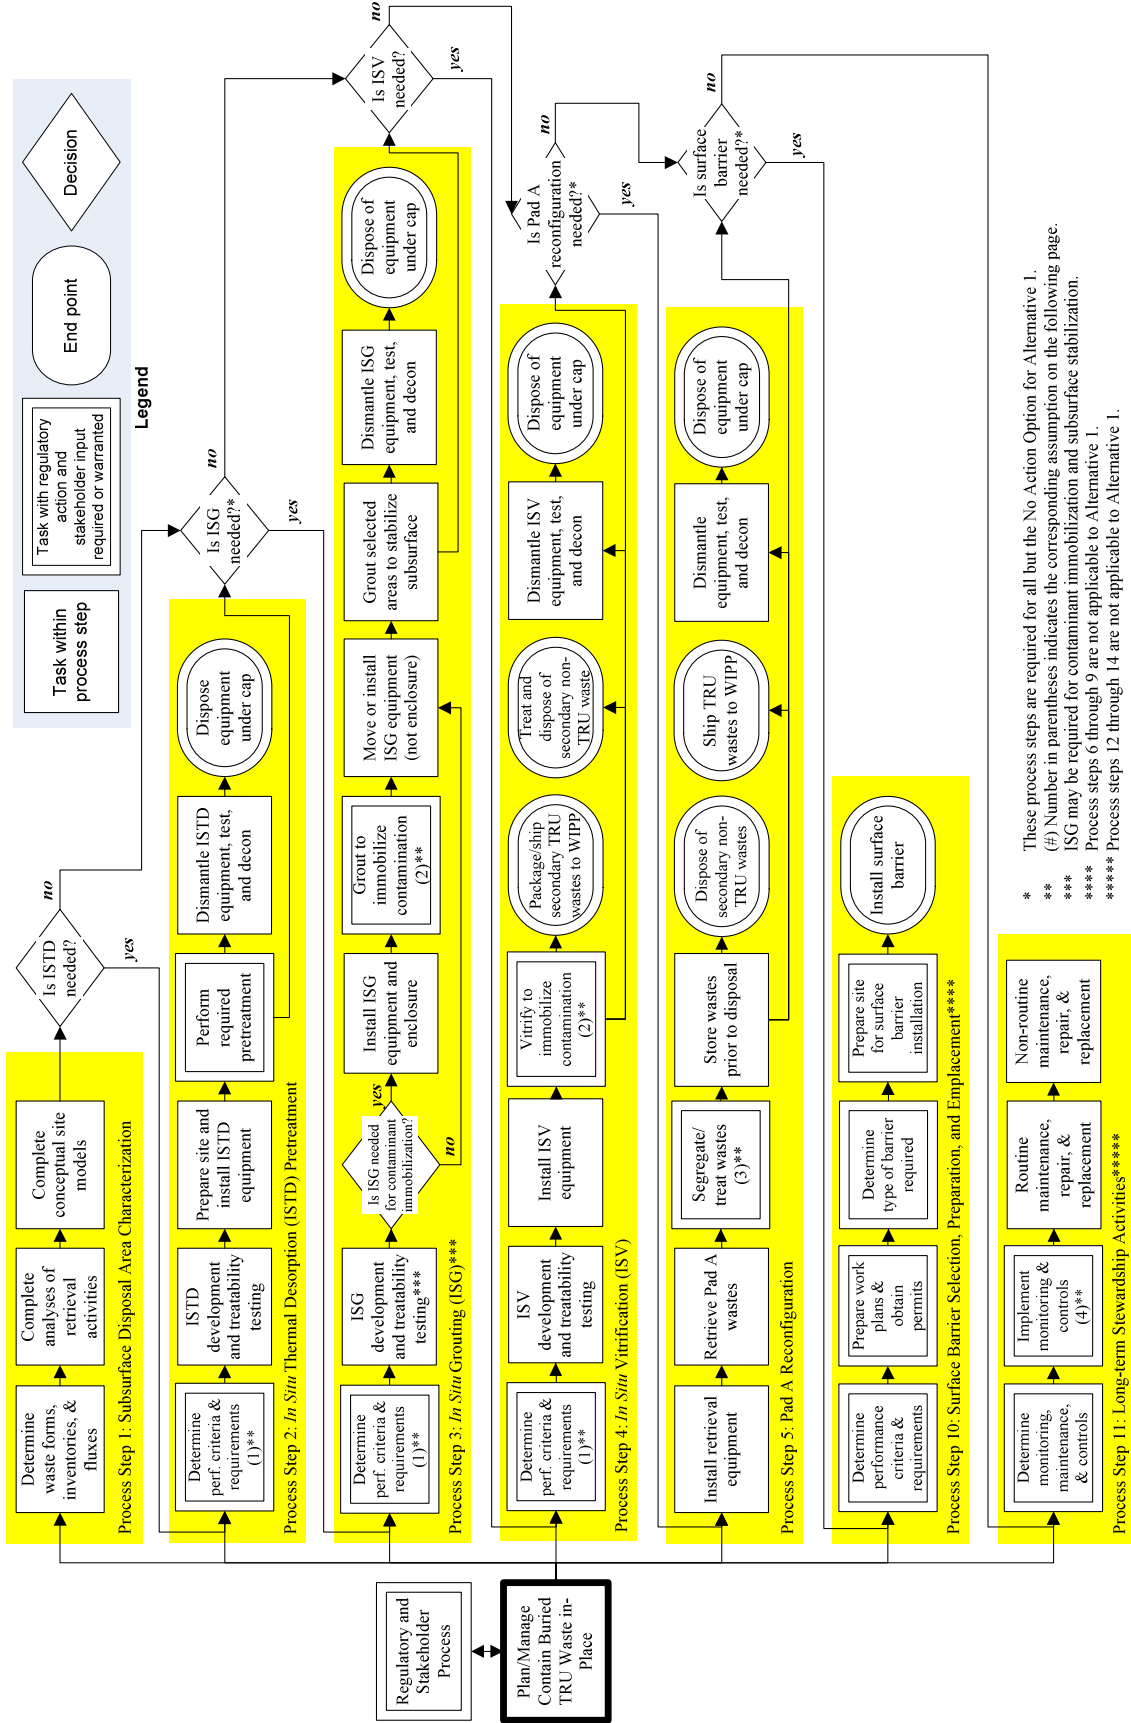 Task within
process step
Task with regulatory
action and
stakeholder input
required or warranted
End point
Decision
Legend
Regulatory and
Stakeholder
Process
Plan/Manage
Contain Buried
TRU Waste in-
Place
Determine
waste forms,
inventories, &
fluxes
Complete
analyses of
retrieval
activities
Complete
conceptual site
models
Is ISTD
needed?
no
yes
Process Step 1: Subsurface Disposal Area Characterization
Determine
perf. criteria &
requirements
(1)**
ISTD
development
and treatability
testing
Prepare site and
install ISTD
equipment
Perform
required
pretreatment
Dismantle ISTD
equipment, test,
and decon
Dispose
equipment
under cap
Is ISG
needed?*
no
yes
Process Step 2: In Situ Thermal Desorption (ISTD) Pretreatment
Determine
perf. criteria &
requirements
(1)**
ISG
development
and treatability
testing***
Is ISG needed
for contaminant
immobilization?
yes
no
Install ISG
equipment and
enclosure
Grout to
immobilize
contamination
(2)**
Move or install
ISG equipment
(not enclosure)
Grout selected
areas to stabilize
subsurface
Dismantle ISG
equipment, test,
and decon
Dispose of
equipment
under cap
Is ISV
needed?
no
yes
Process Step 3: In Situ Grouting (ISG)***
Determine
perf. criteria &
requirements
(1)**
ISV
development
and treatability
testing
Install ISV
equipment
Vitrify to
immobilize
contamination
(2)**
Package/ship
secondary TRU
wastes to WIPP
Treat and
dispose of
secondary non-
TRU waste
Dismantle ISV
equipment, test,
and decon
Dispose of
equipment
under cap
Is Pad A
reconfiguration
needed?*
no
yes
Process Step 4: In Situ Vitrification (ISV)
Install retrieval
equipment
Retrieve Pad A
wastes
Segregate/
treat wastes
(3)**
Store wastes
prior to disposal
Dispose of
secondary non-
TRU wastes
Ship TRU
wastes to WIPP
Dismantle
equipment, test,
and decon
Dispose of
equipment
under cap
Is surface
barrier
needed?*
no
yes
Process Step 5: Pad A Reconfiguration
Determine
performance
criteria &
requirements
Prepare work
plans &
obtain
permits
Determine
type of barrier
required
Prepare site
for surface
barrier
installation
Install surface
barrier
Process Step 10: Surface Barrier Selection, Preparation, and Emplacement****
Determine
monitoring,
maintenance,
& controls
Implement
monitoring &
controls
(4)**
Routine
maintenance,
repair, &
replacement
Non-routine
maintenance,
repair, &
replacement
Process Step 11: Long-term Stewardship Activities*****
* These process steps are required for all but the No Action Option for Alternative 1.
** (#) Number in parentheses indicates the corresponding assumption on the following page.
*** ISG may be required for contaminant immobilization and subsurface stabilization.
**** Process steps 6 through 9 are not applicable to Alternative 1.
***** Process steps 12 through 14 are not applicable to Alternative 1.